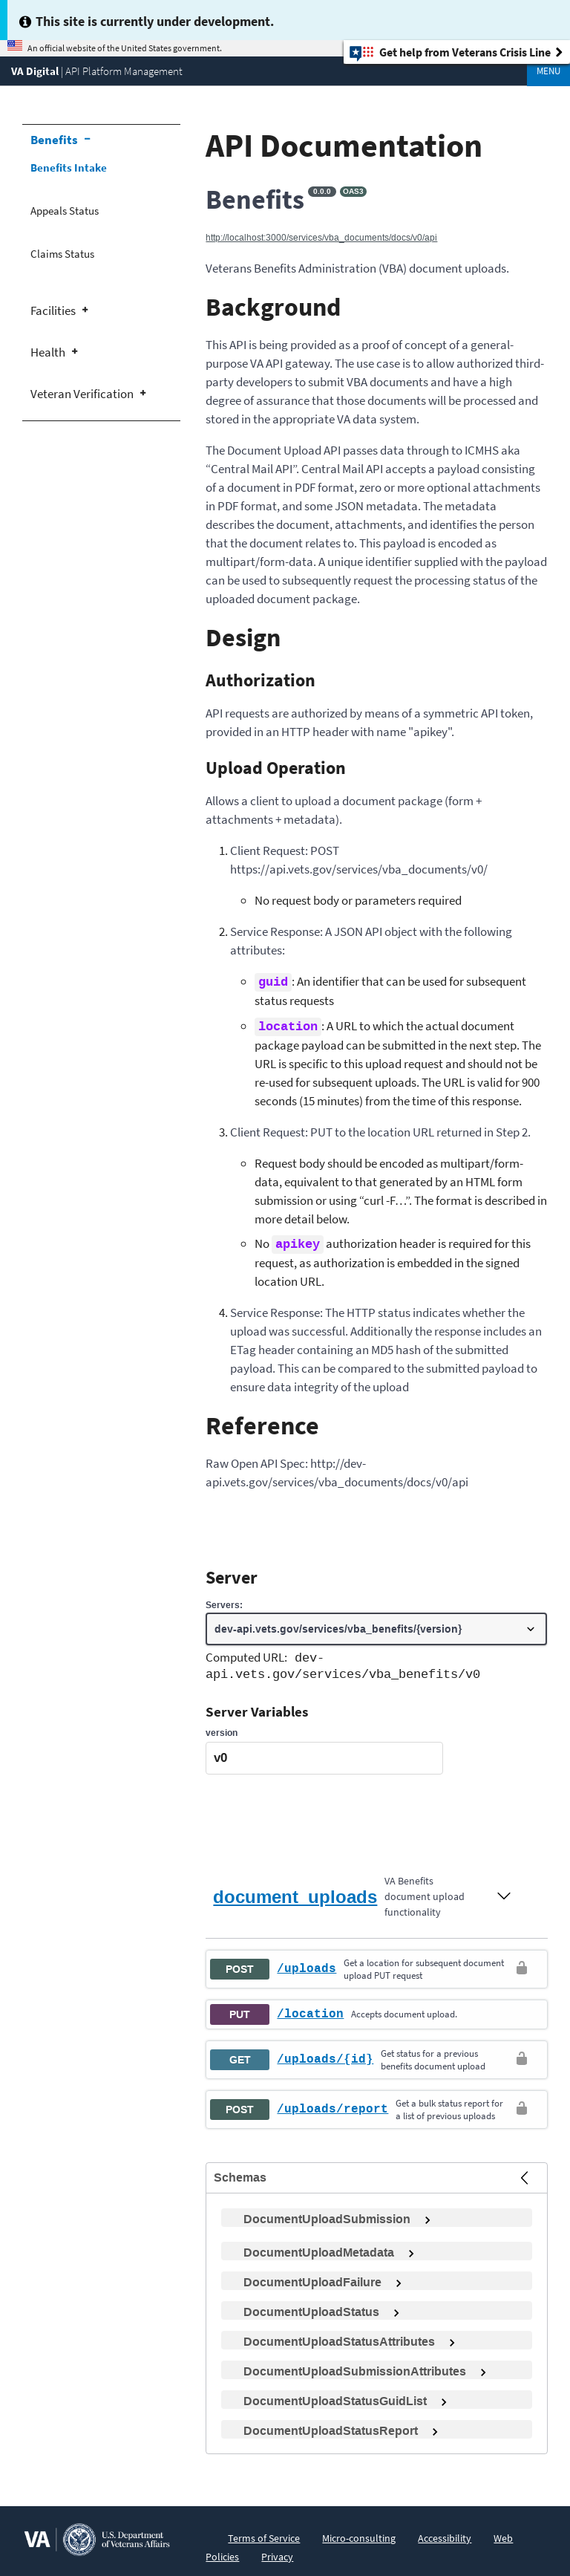 This site is currently under development.
An official website of the United States government.
Get help from Veterans Crisis Line
VA Digital | API Platform Management
MENU
Benefits
Benefits Intake
Appeals Status
Claims Status
Facilities
Health
Veteran Verification
API Documentation
Benefits 0.0.0 OAS3
http://localhost:3000/services/vba_documents/docs/v0/api
Veterans Benefits Administration (VBA) document uploads.
Background
This API is being provided as a proof of concept of a general-
purpose VA API gateway. The use case is to allow authorized third-
party developers to submit VBA documents and have a high
degree of assurance that those documents will be processed and
stored in the appropriate VA data system.
The Document Upload API passes data through to ICMHS aka
“Central Mail API”. Central Mail API accepts a payload consisting
of a document in PDF format, zero or more optional attachments
in PDF format, and some JSON metadata. The metadata
describes the document, attachments, and identifies the person
that the document relates to. This payload is encoded as
multipart/form-data. A unique identifier supplied with the payload
can be used to subsequently request the processing status of the
uploaded document package.
Design
Authorization
API requests are authorized by means of a symmetric API token,
provided in an HTTP header with name "apikey".
Upload Operation
Allows a client to upload a document package (form +
attachments + metadata).
1. Client Request: POST
https://api.vets.gov/services/vba_documents/v0/
No request body or parameters required
2. Service Response: A JSON API object with the following
attributes:
guid: An identifier that can be used for subsequent
status requests
location: A URL to which the actual document
package payload can be submitted in the next step. The
URL is specific to this upload request and should not be
re-used for subsequent uploads. The URL is valid for 900
seconds (15 minutes) from the time of this response.
3. Client Request: PUT to the location URL returned in Step 2.
Request body should be encoded as multipart/form-
data, equivalent to that generated by an HTML form
submission or using “curl -F…”. The format is described in
more detail below.
No apikey authorization header is required for this
request, as authorization is embedded in the signed
location URL.
4. Service Response: The HTTP status indicates whether the
upload was successful. Additionally the response includes an
ETag header containing an MD5 hash of the submitted
payload. This can be compared to the submitted payload to
ensure data integrity of the upload
Reference
Raw Open API Spec: http://dev-
api.vets.gov/services/vba_documents/docs/v0/api
Server
Servers:
dev-api.vets.gov/services/vba_benefits/{version}
Computed URL: dev-
api.vets.gov/services/vba_benefits/v0
Server Variables
version
v0
document_uploads
VA Benefits
document upload
functionality
POST /uploads
Get a location for subsequent document
upload PUT request
PUT /location Accepts document upload.
GET /uploads/{id}
Get status for a previous
benefits document upload
POST /uploads/report
Get a bulk status report for
a list of previous uploads
Schemas
DocumentUploadSubmission
DocumentUploadMetadata
DocumentUploadFailure
DocumentUploadStatus
DocumentUploadStatusAttributes
DocumentUploadSubmissionAttributes
DocumentUploadStatusGuidList
DocumentUploadStatusReport
VA
U.S. Department
of Veterans Affairs
Terms of Service Micro-consulting Accessibility Web
Policies Privacy